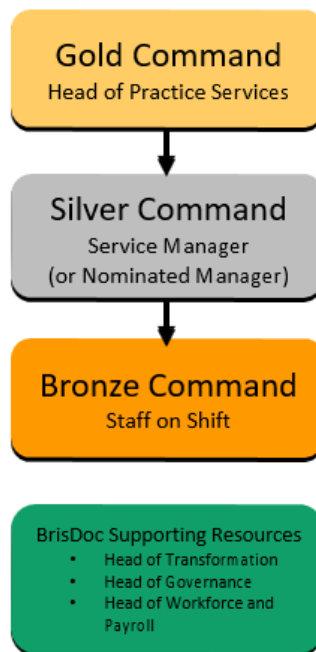 Gold Command
Head of Practice Services
Silver Command
Service Manager
(or Nominated Manager)
Bronze Command
Staff on Shift
BrisDoc Supporting Resources
• Head of Transformation
• Head of Governance
• Head of Workforce and
Payroll